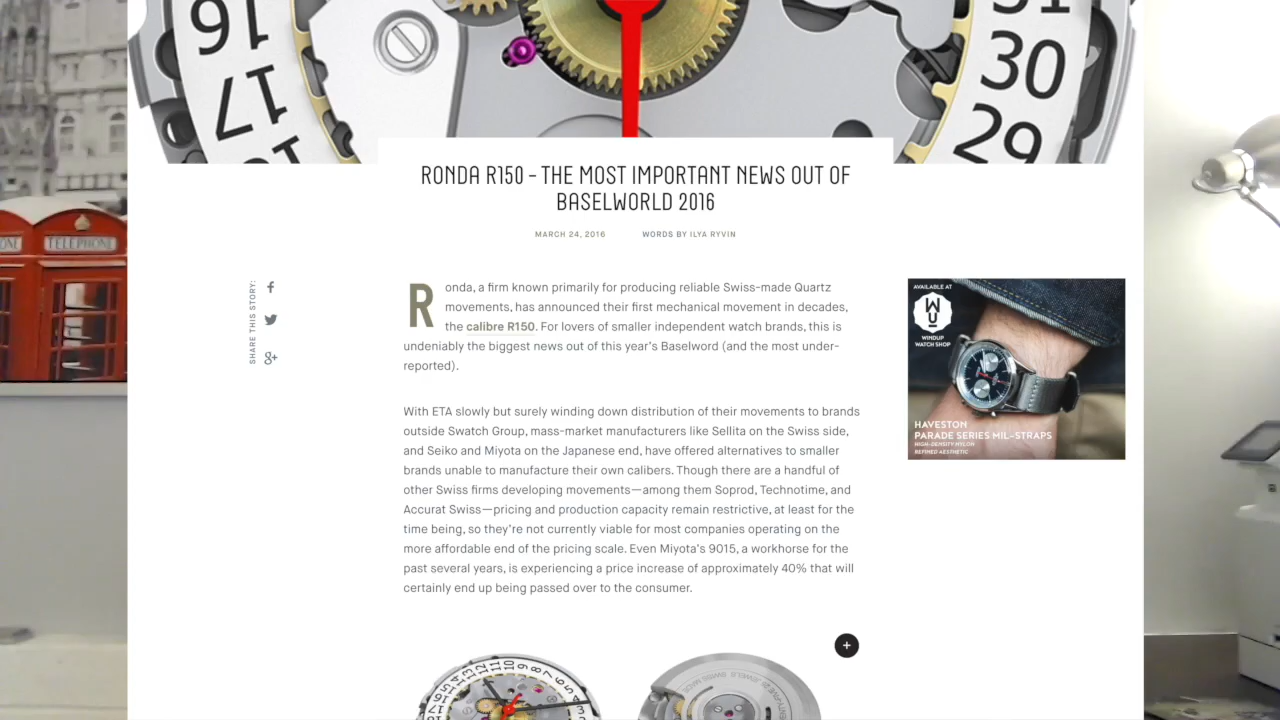 16
17
31
30
29
RONDA R150 – THE MOST IMPORTANT NEWS OUT OF
BASELWORLD 2016
MARCH 24, 2016 WORDS BY ILYA RYVIN
TELEPHONE
SHARE THIS STORY:
Ronda, a firm known primarily for producing reliable Swiss-made Quartz
movements, has announced their first mechanical movement in decades,
the calibre R150. For lovers of smaller independent watch brands, this is
undeniably the biggest news out of this year's Baselword (and the most under-
reported).
With ETA slowly but surely winding down distribution of their movements to brands
outside Swatch Group, mass-market manufacturers like Sellita on the Swiss side,
and Seiko and Miyota on the Japanese end, have offered alternatives to smaller
brands unable to manufacture their own calibers. Though there are a handful of
other Swiss firms developing movements—among them Soprod, Technotime, and
Accurat Swiss—pricing and production capacity remain restrictive, at least for the
time being, so they're not currently viable for most companies operating on the
more affordable end of the pricing scale. Even Miyota's 9015, a workhorse for the
past several years, is experiencing a price increase of approximately 40% that will
certainly end up being passed over to the consumer.
AVAILABLE AT
WINDUP
WATCH SHOP
HAVESTON
PARADE SERIES MIL-STRAPS
HIGH-DENSITY NYLON
REFINED AESTHETIC